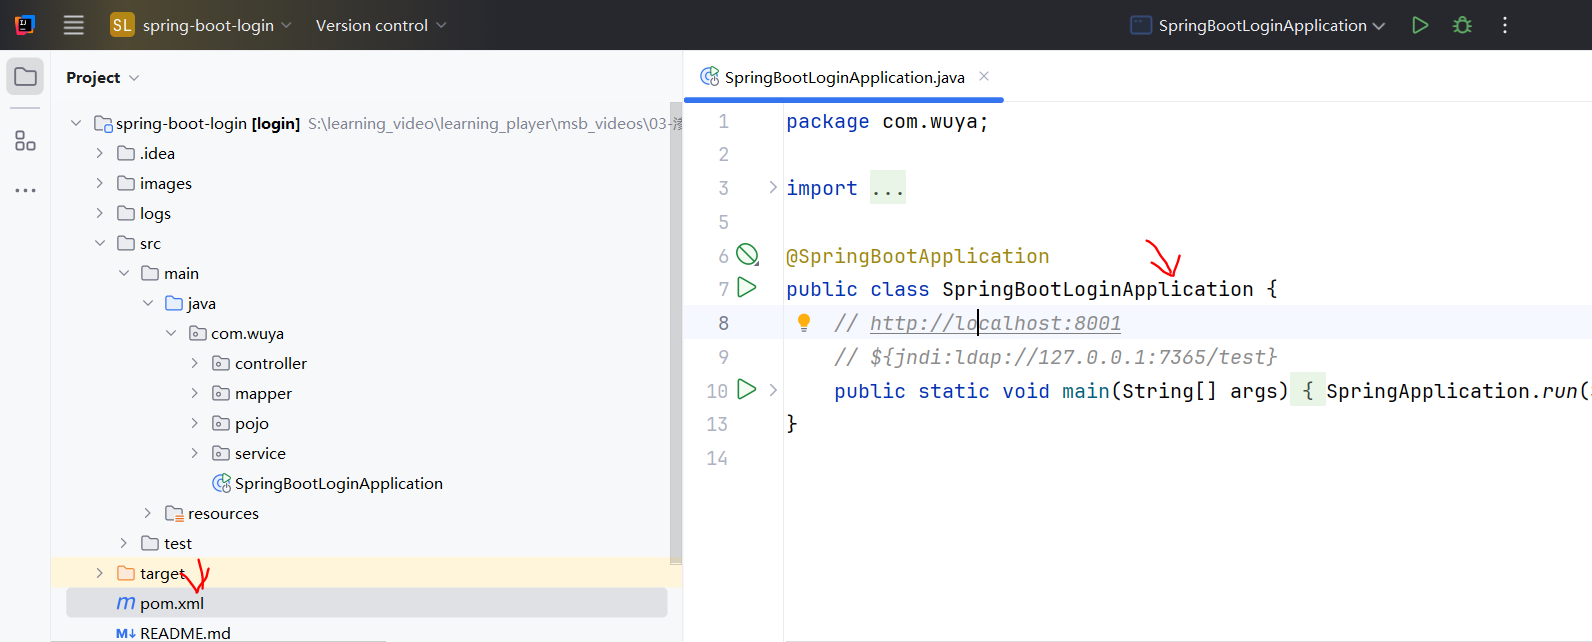 SL spring-boot-login Version control SpringBootLoginApplication
Project
spring-boot-login [login] S:\learning_video\learning_player\msb_videos\03-
.idea
images
logs
src
main
java
com.wuya
controller
mapper
pojo
service
SpringBootLoginApplication
resources
test
target
pom.xml
README.md
SpringBootLoginApplication.java
1 package com.wuya;
2
3 import ...
5
6 @SpringBootApplication
7 public class SpringBootLoginApplication {
8 // http://localhost:8001
9 // ${jndi:ldap://127.0.0.1:7365/test}
10 public static void main(String[] args) { SpringApplication.run(
13 }
14